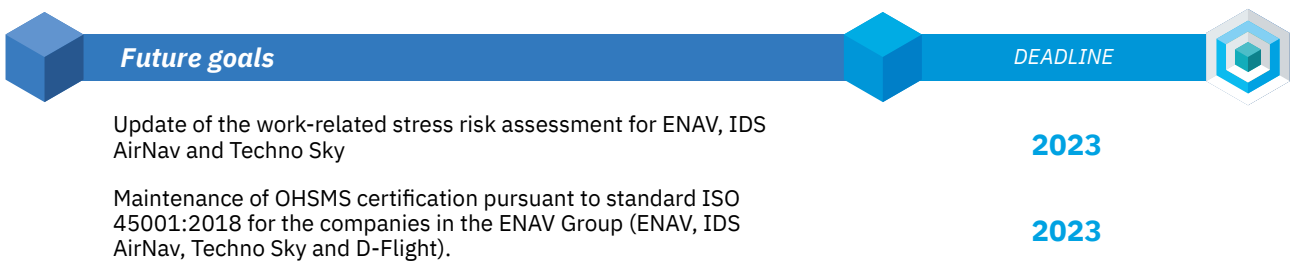 Future goals
DEADLINE
Update of the work-related stress risk assessment for ENAV, IDS
AirNav and Techno Sky
2023
Maintenance of OHSMS certification pursuant to standard ISO
45001:2018 for the companies in the ENAV Group (ENAV, IDS
AirNav, Techno Sky and D-Flight).
2023